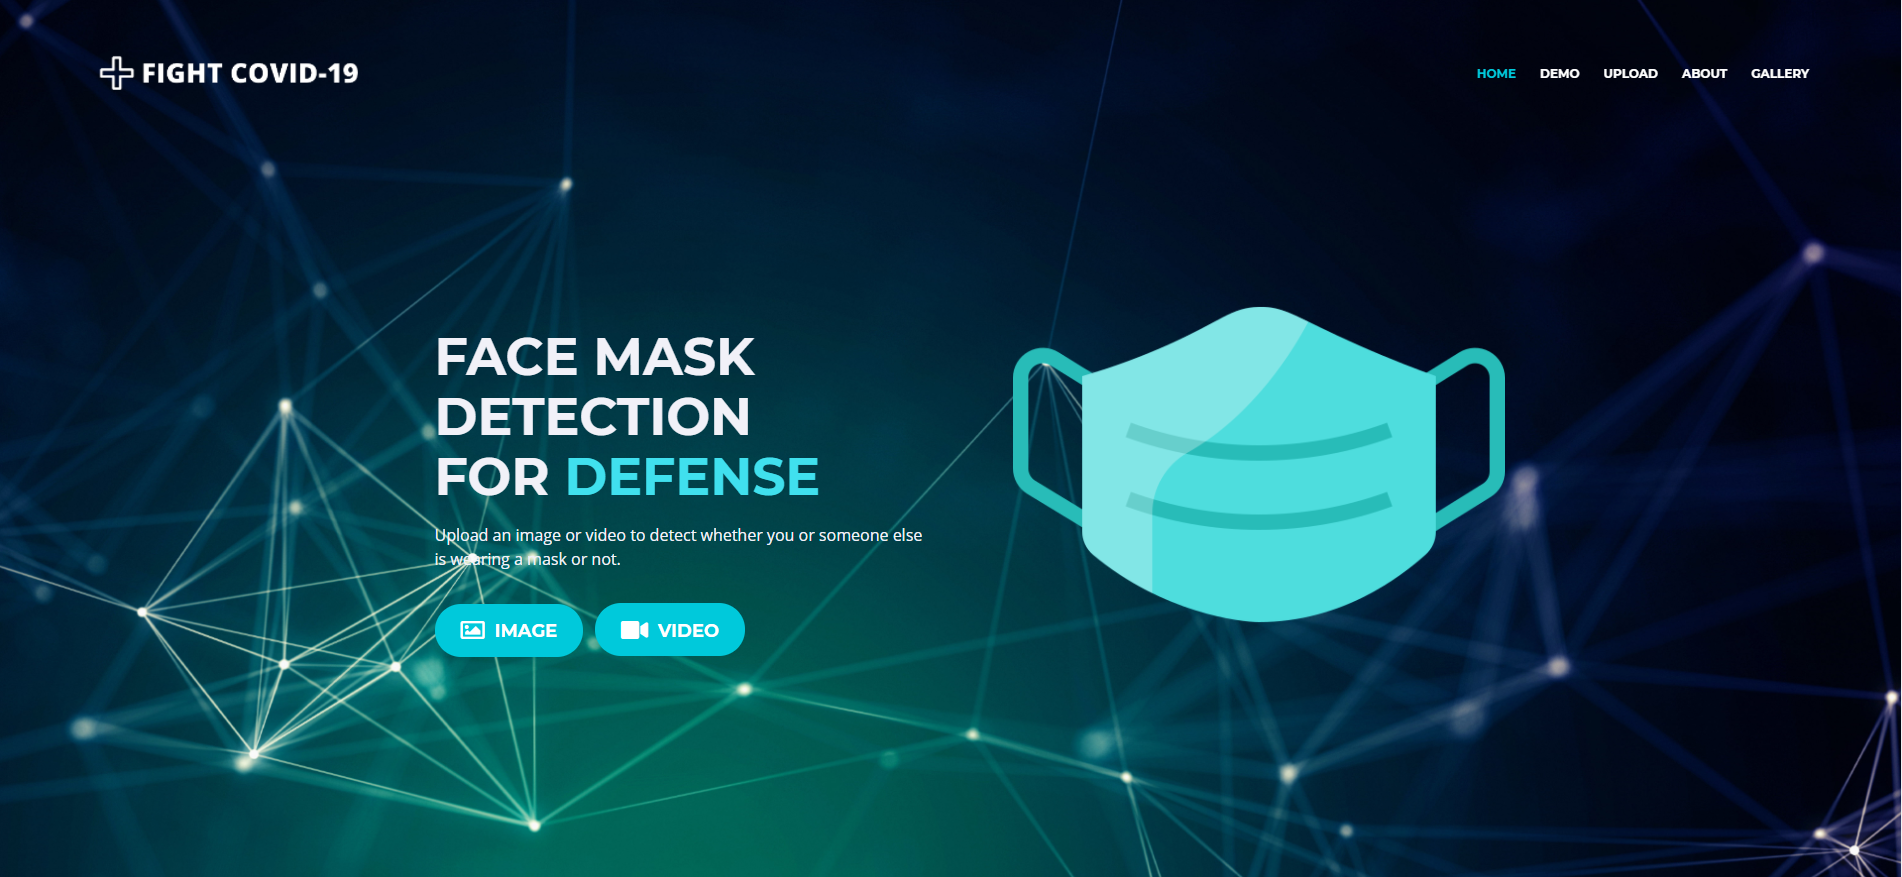 FIGHT COVID-19
HOME DEMO UPLOAD ABOUT GALLERY
FACE MASK
DETECTION
FOR DEFENSE
Upload an image or video to detect whether you or someone else
is wearing a mask or not.
IMAGE VIDEO